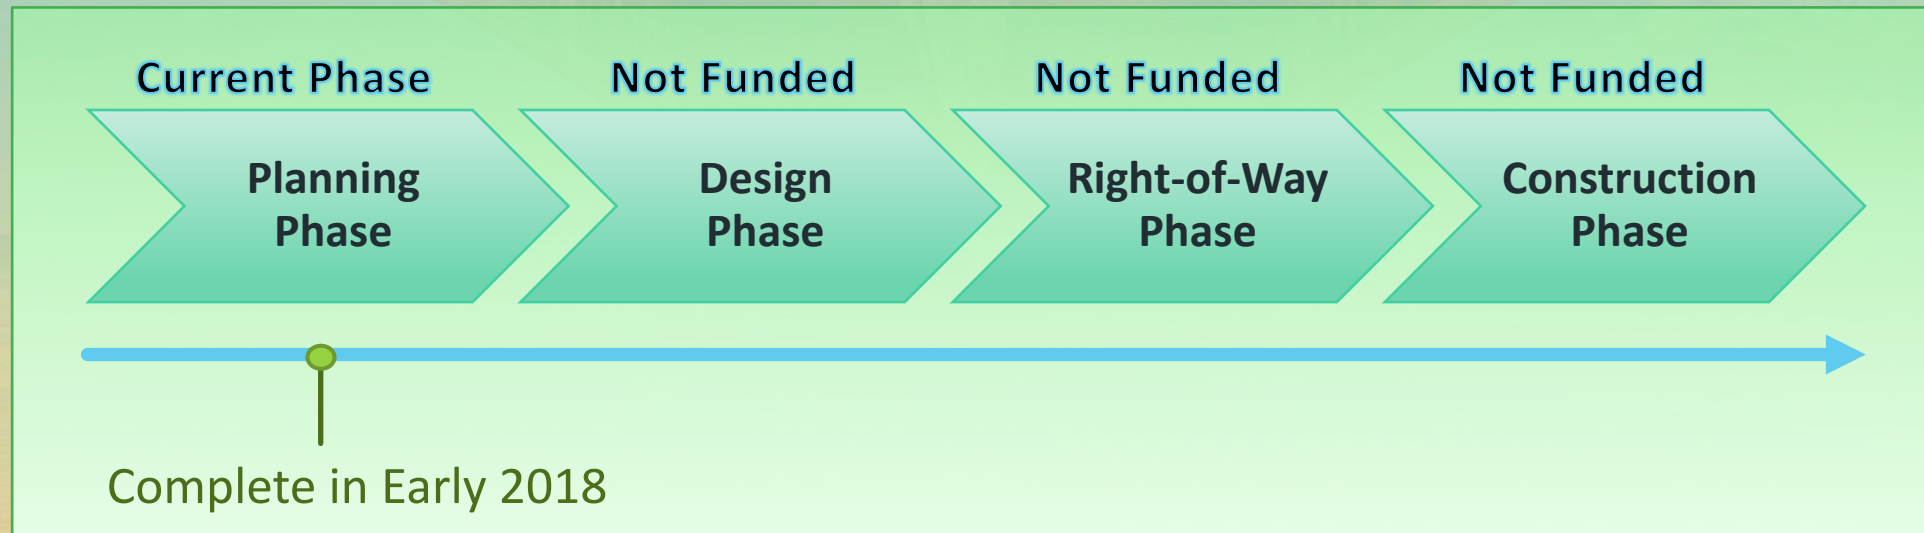 Current Phase
Not Funded
Not Funded
Not Funded
Planning
Phase
Design
Phase
Right-of-Way
Phase
Construction
Phase
Complete in Early 2018